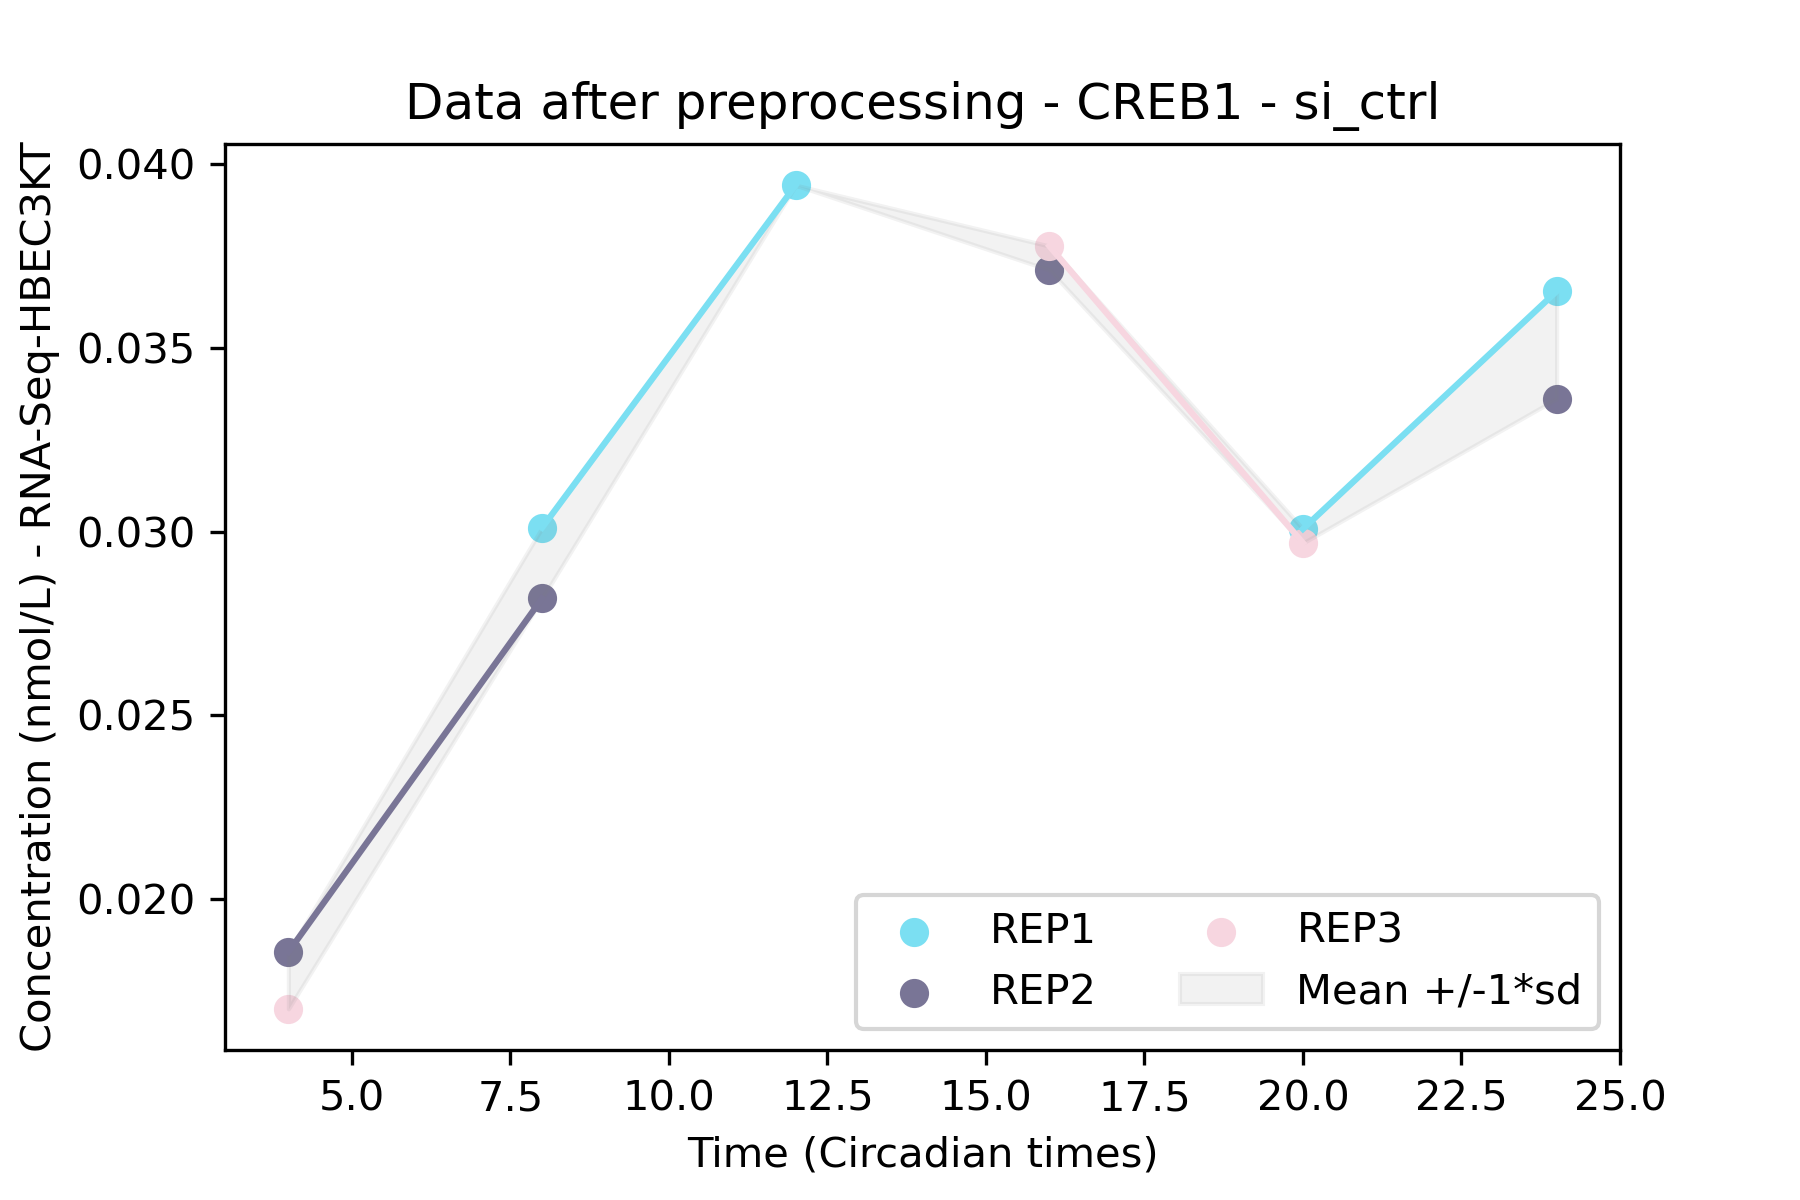 Data after preprocessing - CREB1 - si_ctrl
Concentration (nmol/L) - RNA-Seq-HBEC3KT
0.040
0.035
0.030
0.025
0.020
REP1
REP2
REP3
Mean +/-1*sd
5.0 7.5 10.0 12.5 15.0 17.5 20.0 22.5 25.0
Time (Circadian times)